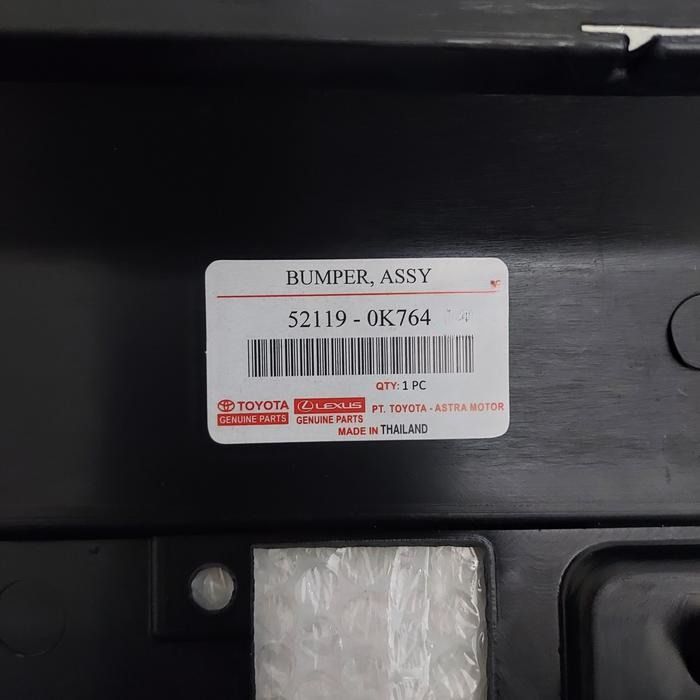 BUMPER, ASSY
52119 - 0K764
QTY: 1 PC
TOYOTA LEXUS PT. TOYOTA - ASTRA MOTOR
GENUINE PARTS GENUINE PARTS
MADE IN THAILAND